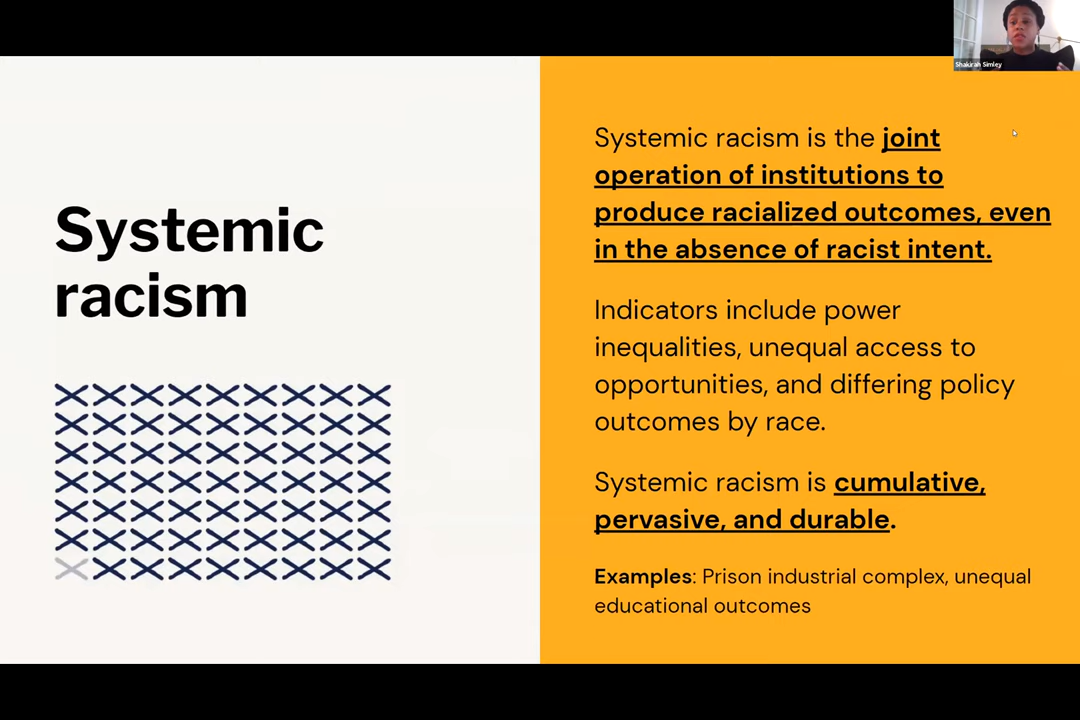 Shakirah Simley
Systemic
racism
Systemic racism is the joint
operation of institutions to
produce racialized outcomes, even
in the absence of racist intent.
Indicators include power
inequalities, unequal access to
opportunities, and differing policy
outcomes by race.
Systemic racism is cumulative,
pervasive, and durable.
Examples: Prison industrial complex, unequal
educational outcomes